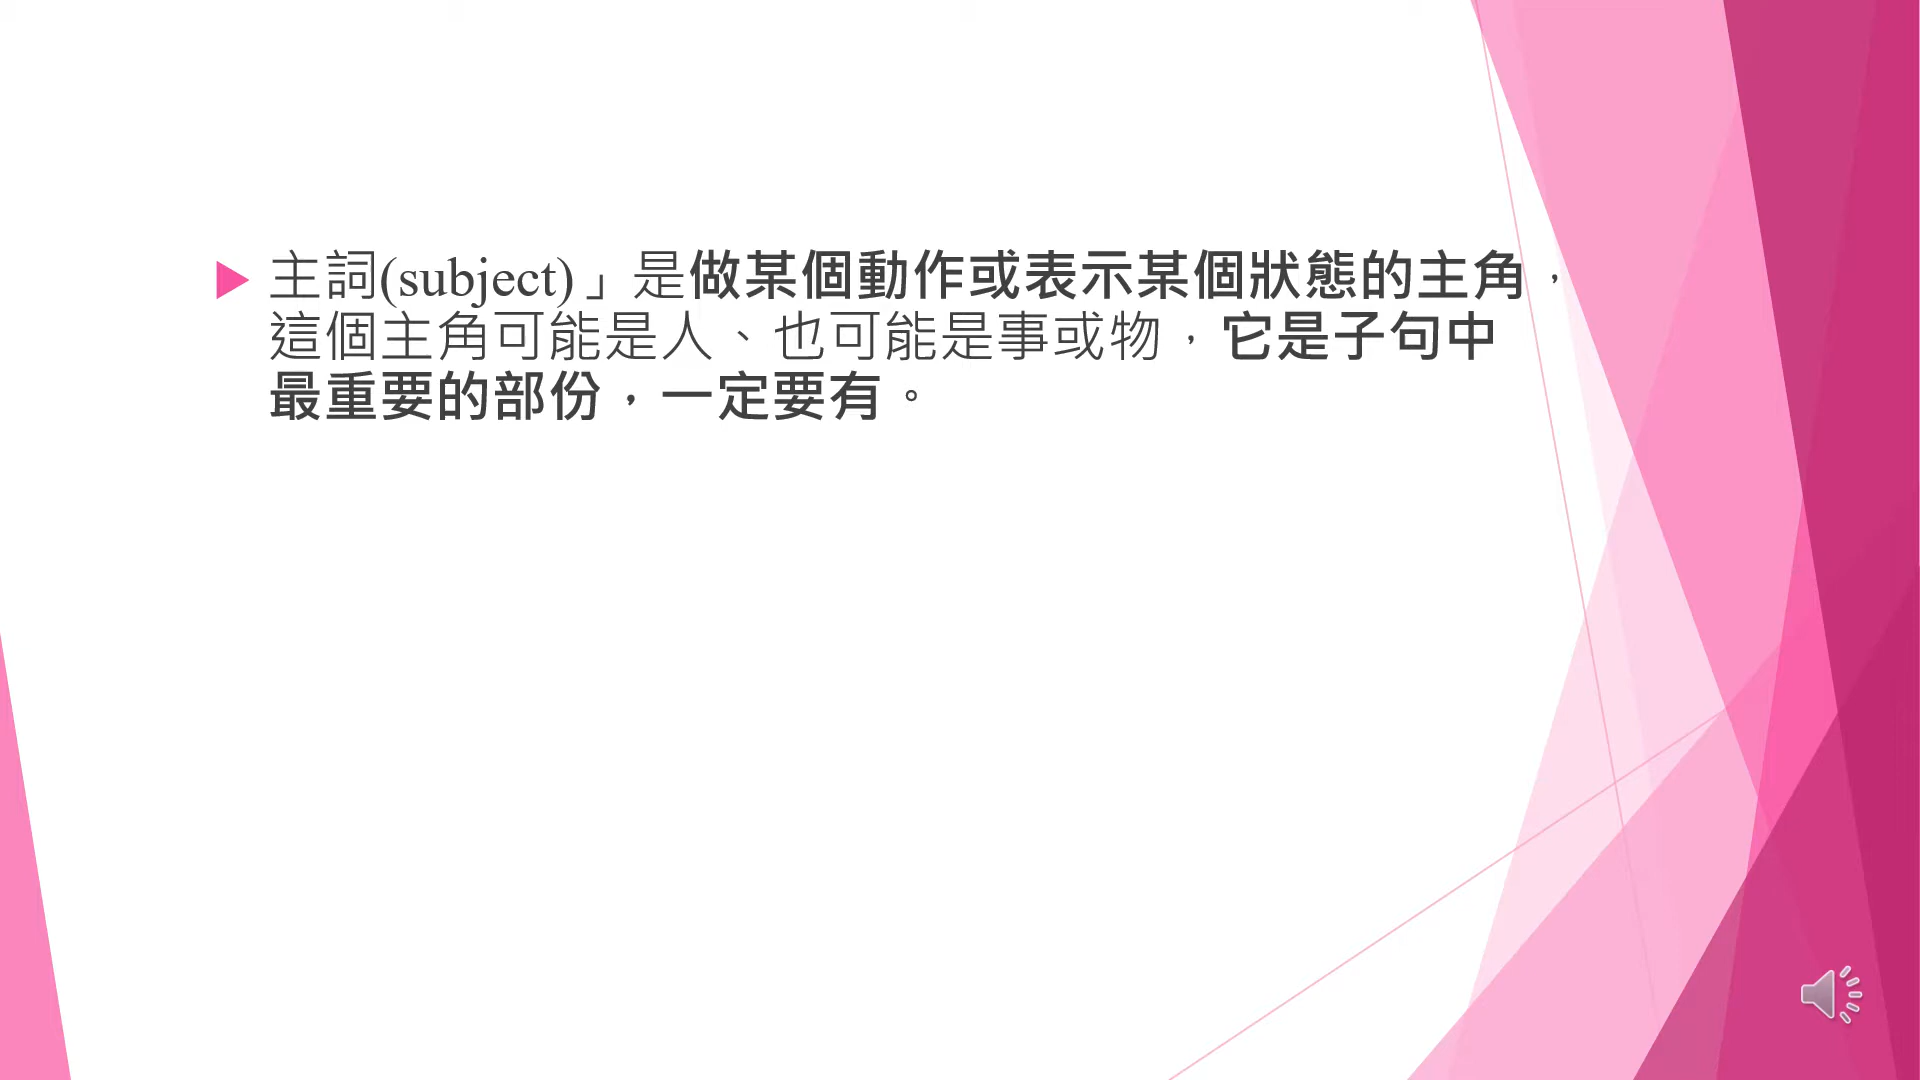 主詞(subject)」是做某個動作或表示某個狀態的主角，
這個主角可能是人、也可能是事或物，它是子句中
最重要的部份，一定要有。